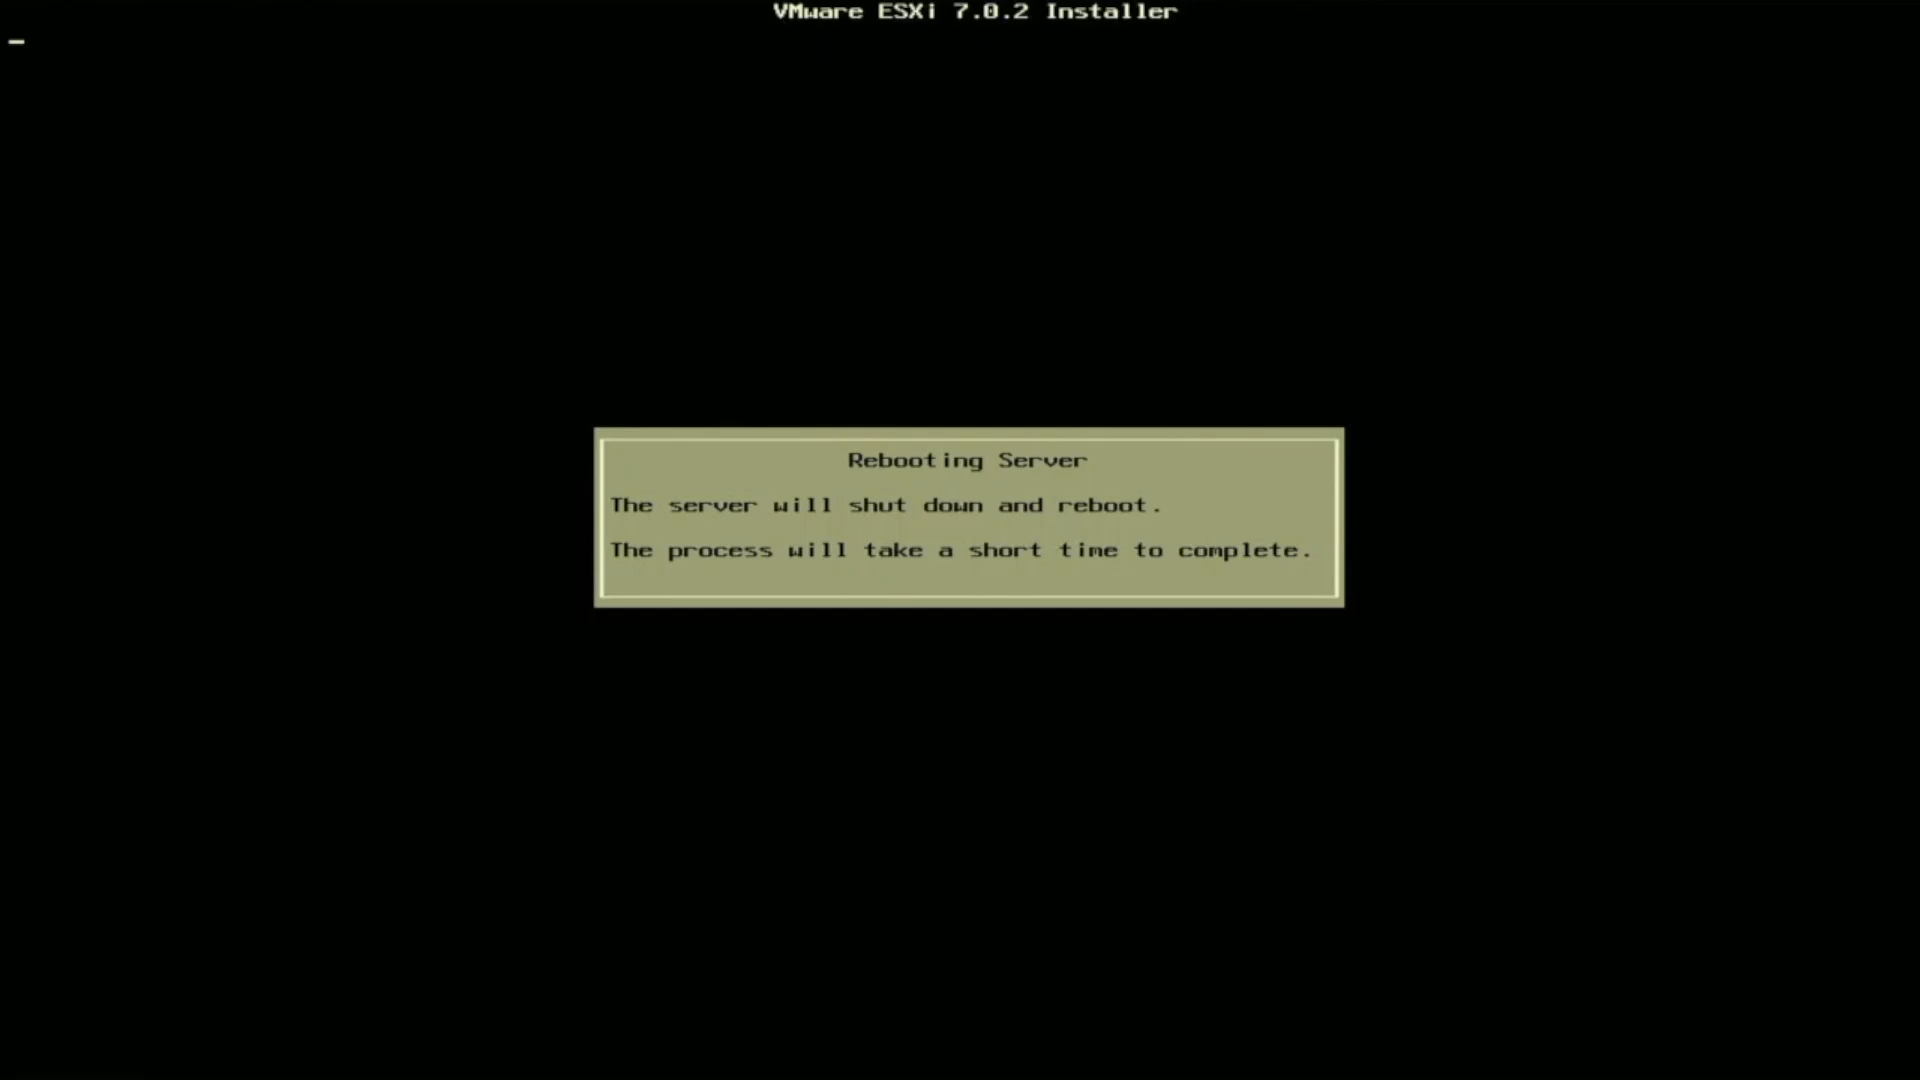 VMware ESXi 7.0.2 Installer
Rebooting Server
The server will shut down and reboot.
The process will take a short time to complete.